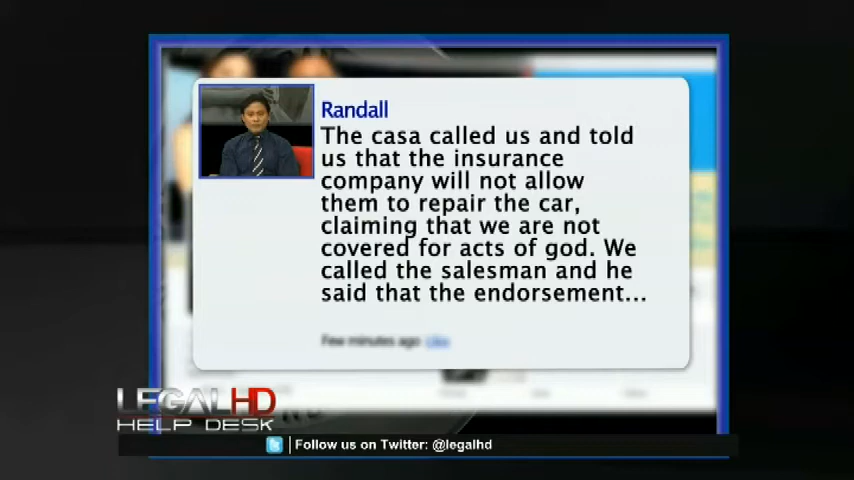 Randall
The casa called us and told
us that the insurance
company will not allow
them to repair the car,
claiming that we are not
covered for acts of god. We
called the salesman and he
said that the endorsement...
Few minutes ago Like
LEGALHD
HELP DESK
Follow us on Twitter: @legalhd